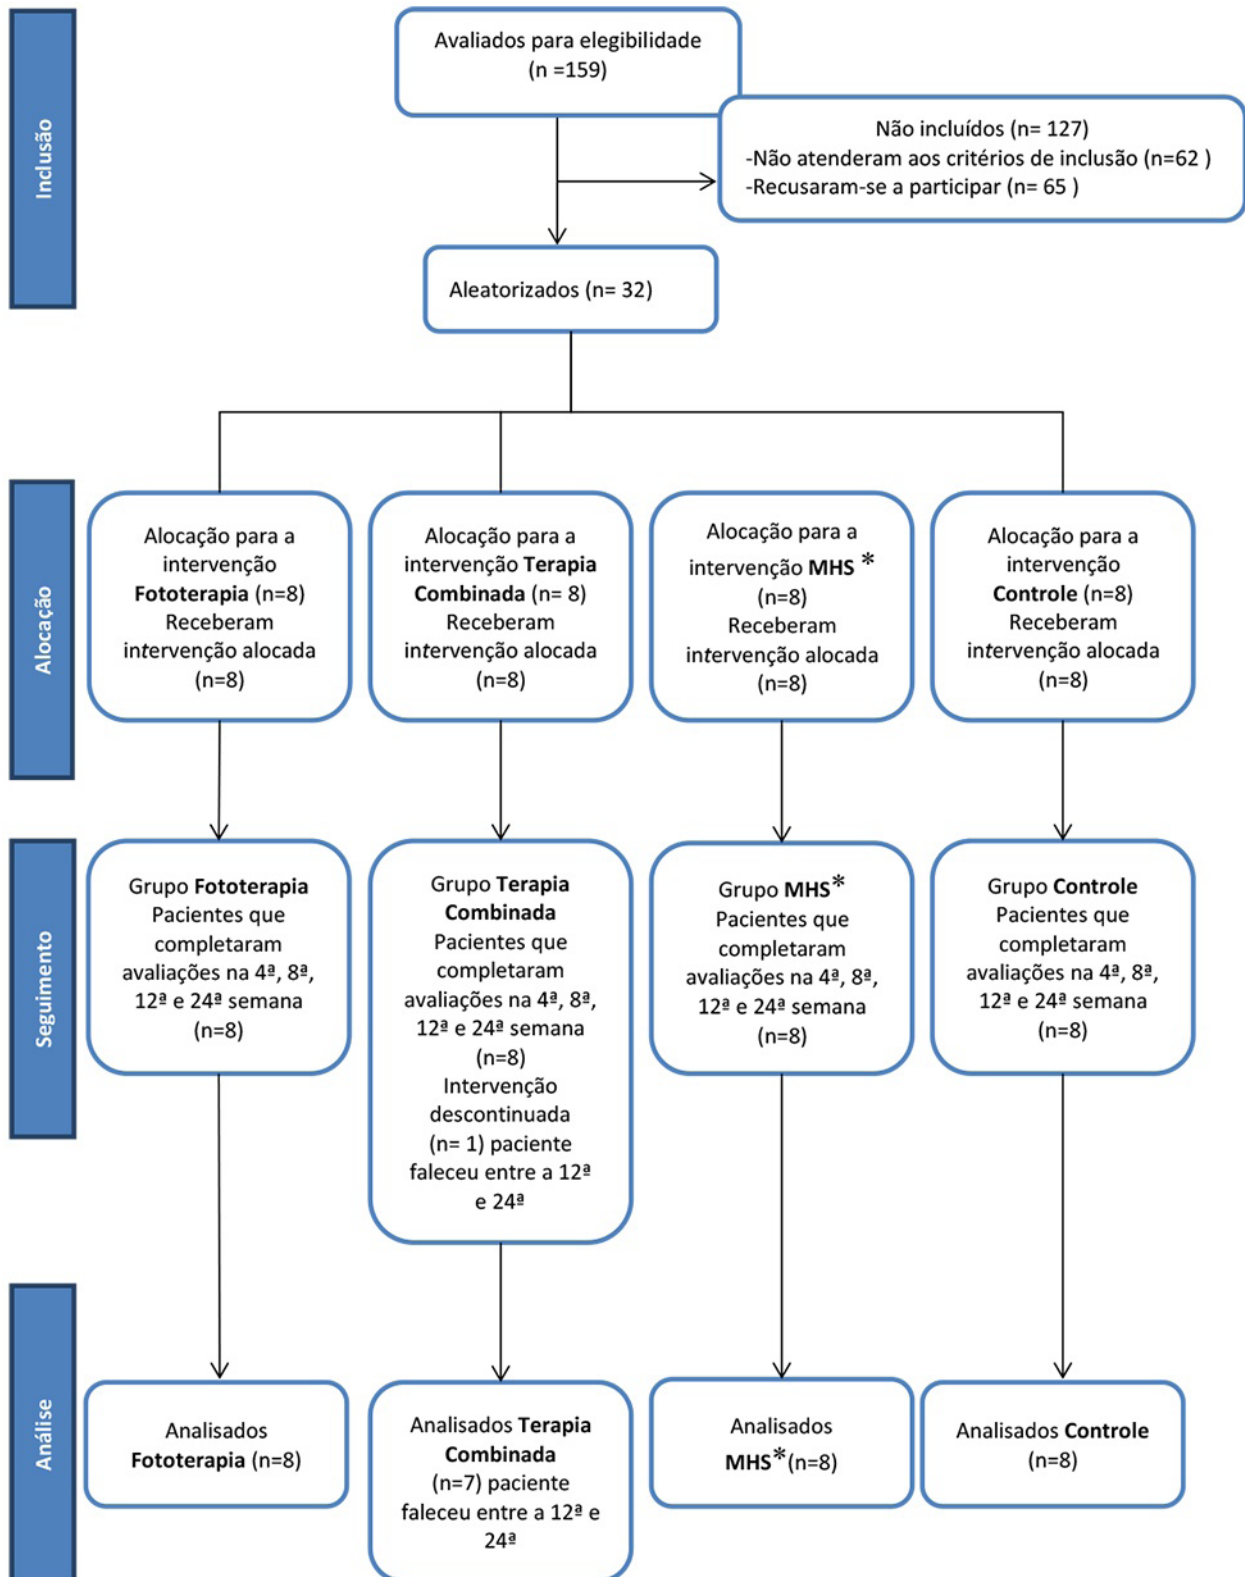 Inclusão
Avaliados para elegibilidade
(n =159)
Não incluídos (n= 127)
-Não atenderam aos critérios de inclusão (n=62 )
-Recusaram-se a participar (n= 65 )
Aleatorizados (n= 32)
Alocação
Alocação para a
intervenção
Fototerapia (n=8)
Receberam
intervenção alocada
(n=8)
Alocação para a
intervenção Terapia
Combinada (n= 8)
Receberam
intervenção alocada
(n=8)
Alocação para a
intervenção MHS *
(n=8)
Receberam
intervenção alocada
(n=8)
Alocação para a
intervenção
Controle (n=8)
Receberam
intervenção alocada
(n=8)
Seguimento
Grupo Fototerapia
Pacientes que
completaram
avaliações na 4ª, 8ª,
12ª e 24ª semana
(n=8)
Grupo Terapia
Combinada
Pacientes que
completaram
avaliações na 4ª, 8ª,
12ª e 24ª semana
(n=8)
Intervenção
descontinuada
(n= 1) paciente
faleceu entre a 12ª
e 24ª
Grupo MHS*
Pacientes que
completaram
avaliações na 4ª, 8ª,
12ª e 24ª semana
(n=8)
Grupo Controle
Pacientes que
completaram
avaliações na 4ª, 8ª,
12ª e 24ª semana
(n=8)
Análise
Analisados
Fototerapia (n=8)
Analisados Terapia
Combinada
(n=7) paciente
faleceu entre a 12ª e
24ª
Analisados
MHS*(n=8)
Analisados Controle
(n=8)